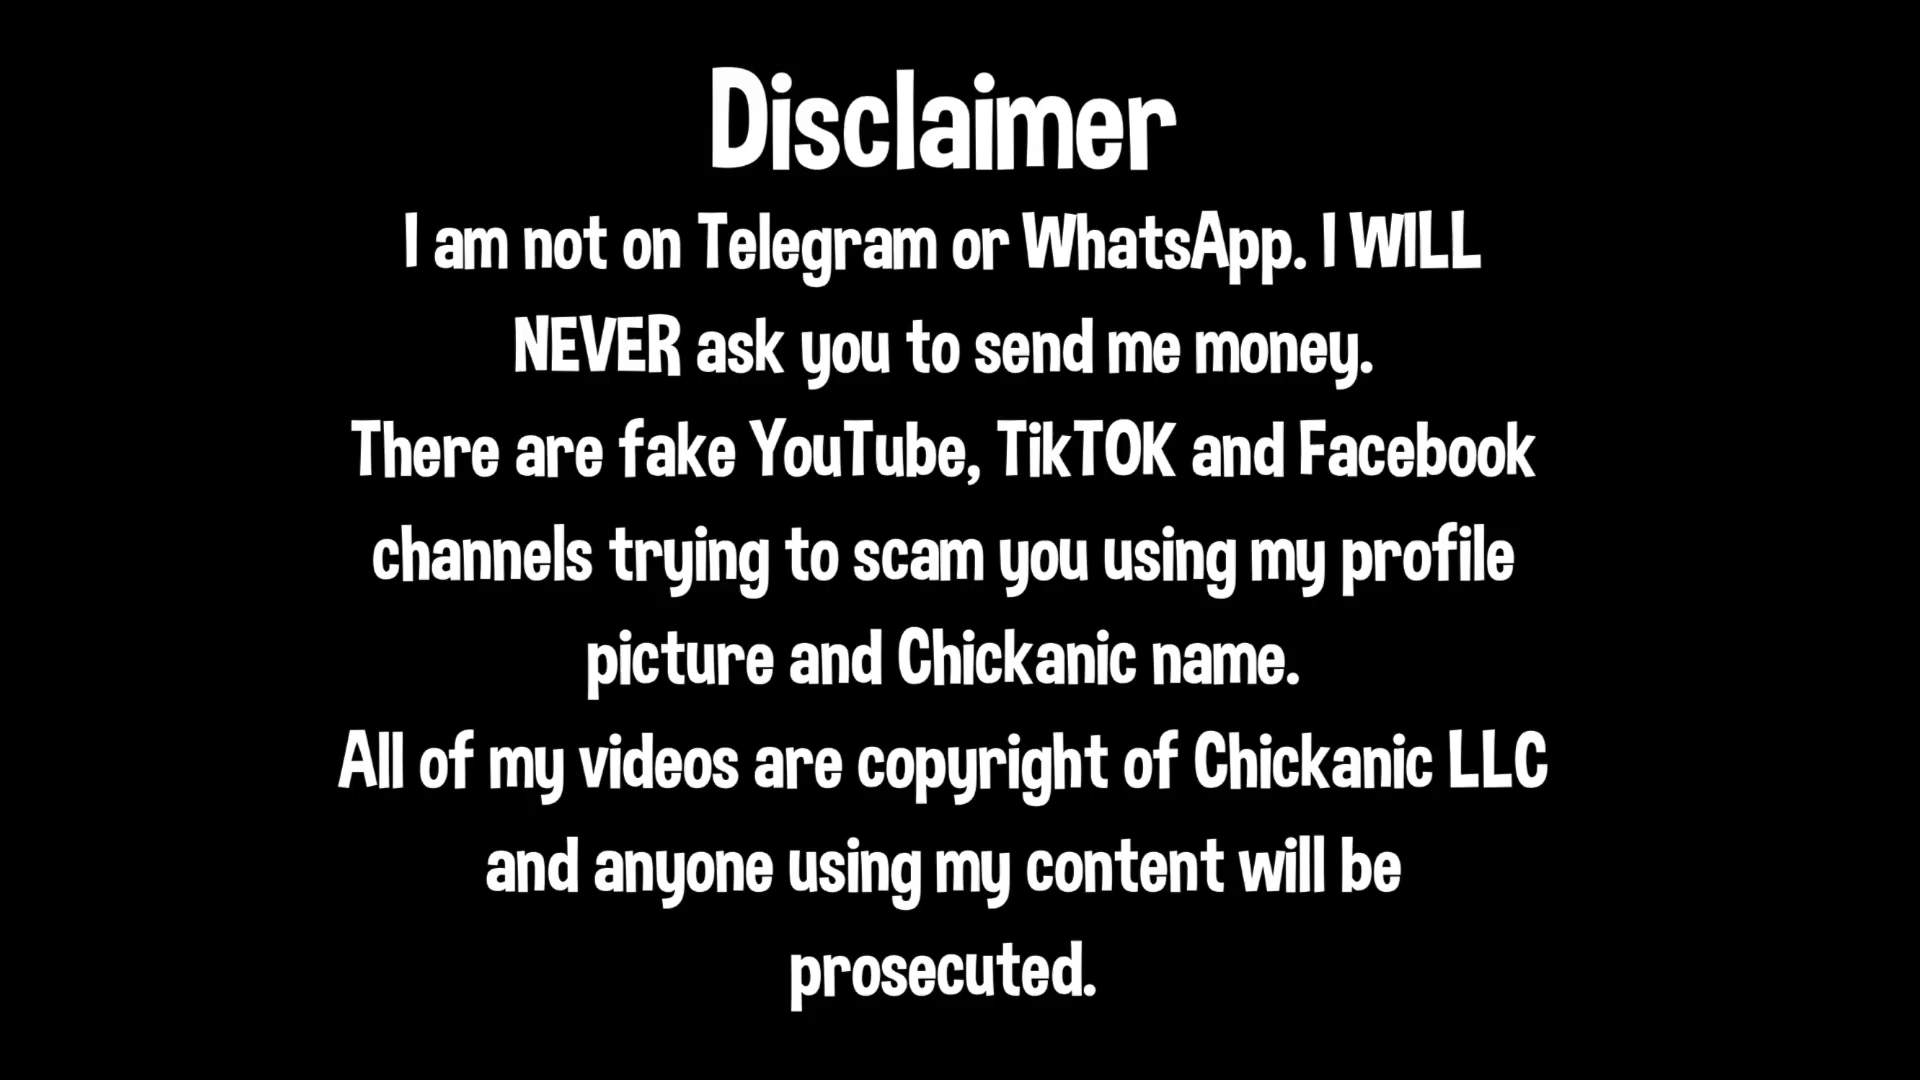 Disclaimer
I am not on Telegram or WhatsApp. I WILL
NEVER ask you to send me money.
There are fake YouTube, TikTOK and Facebook
channels trying to scam you using my profile
picture and Chickanic name.
All of my videos are copyright of Chickanic LLC
and anyone using my content will be
prosecuted.